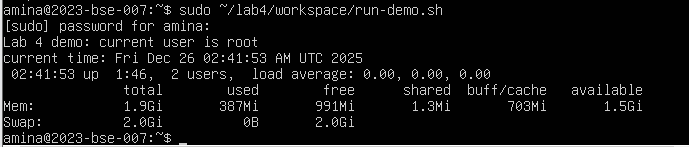 amina@2023-bse-007:~$ sudo ~/lab4/workspace/run-demo.sh
[sudo] password for amina:
Lab 4 demo: current user is root
current time: Fri Dec 26 02:41:53 AM UTC 2025
 02:41:53 up  1:46,  2 users,  load average: 0.00, 0.00, 0.00
               total        used        free      shared  buff/cache   available
Mem:           1.9Gi       387Mi       991Mi       1.3Mi       703Mi       1.5Gi
Swap:          2.0Gi          0B       2.0Gi
amina@2023-bse-007:~$